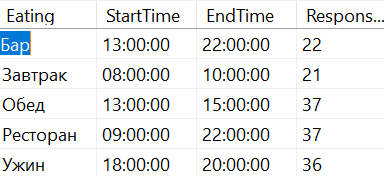 Eating StartTime EndTime Respons...
Бар 13:00:00 22:00:00 22
Завтрак 08:00:00 10:00:00 21
Обед 13:00:00 15:00:00 37
Ресторан 09:00:00 22:00:00 37
Ужин 18:00:00 20:00:00 36